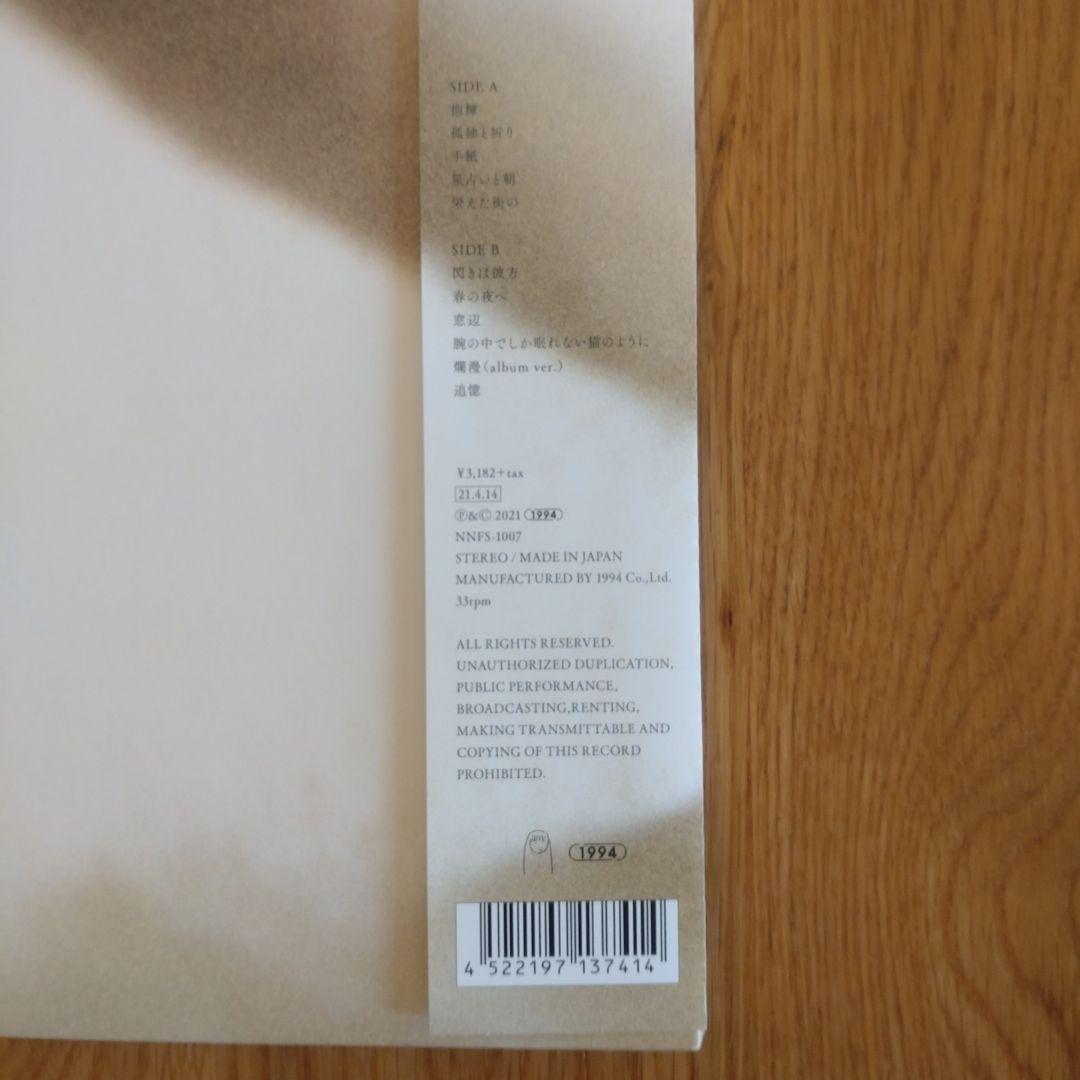 SIDE A
抱擁
孤独と祈り
手紙
星占いと朝
栄えた街の
SIDE B
閃きは彼方
春の夜へ
窓辺
腕の中でしか眠れない猫のように
爛漫(album ver.)
追憶
¥3,182+tax
21.4.14
Ⓟ&Ⓒ 2021 1994
NNFS-1007
STEREO / MADE IN JAPAN
MANUFACTURED BY 1994 Co.,Ltd.
33rpm
ALL RIGHTS RESERVED.
UNAUTHORIZED DUPLICATION,
PUBLIC PERFORMANCE,
BROADCASTING,RENTING,
MAKING TRANSMITTABLE AND
COPYING OF THIS RECORD
PROHIBITED.
1994
4 522197 137414